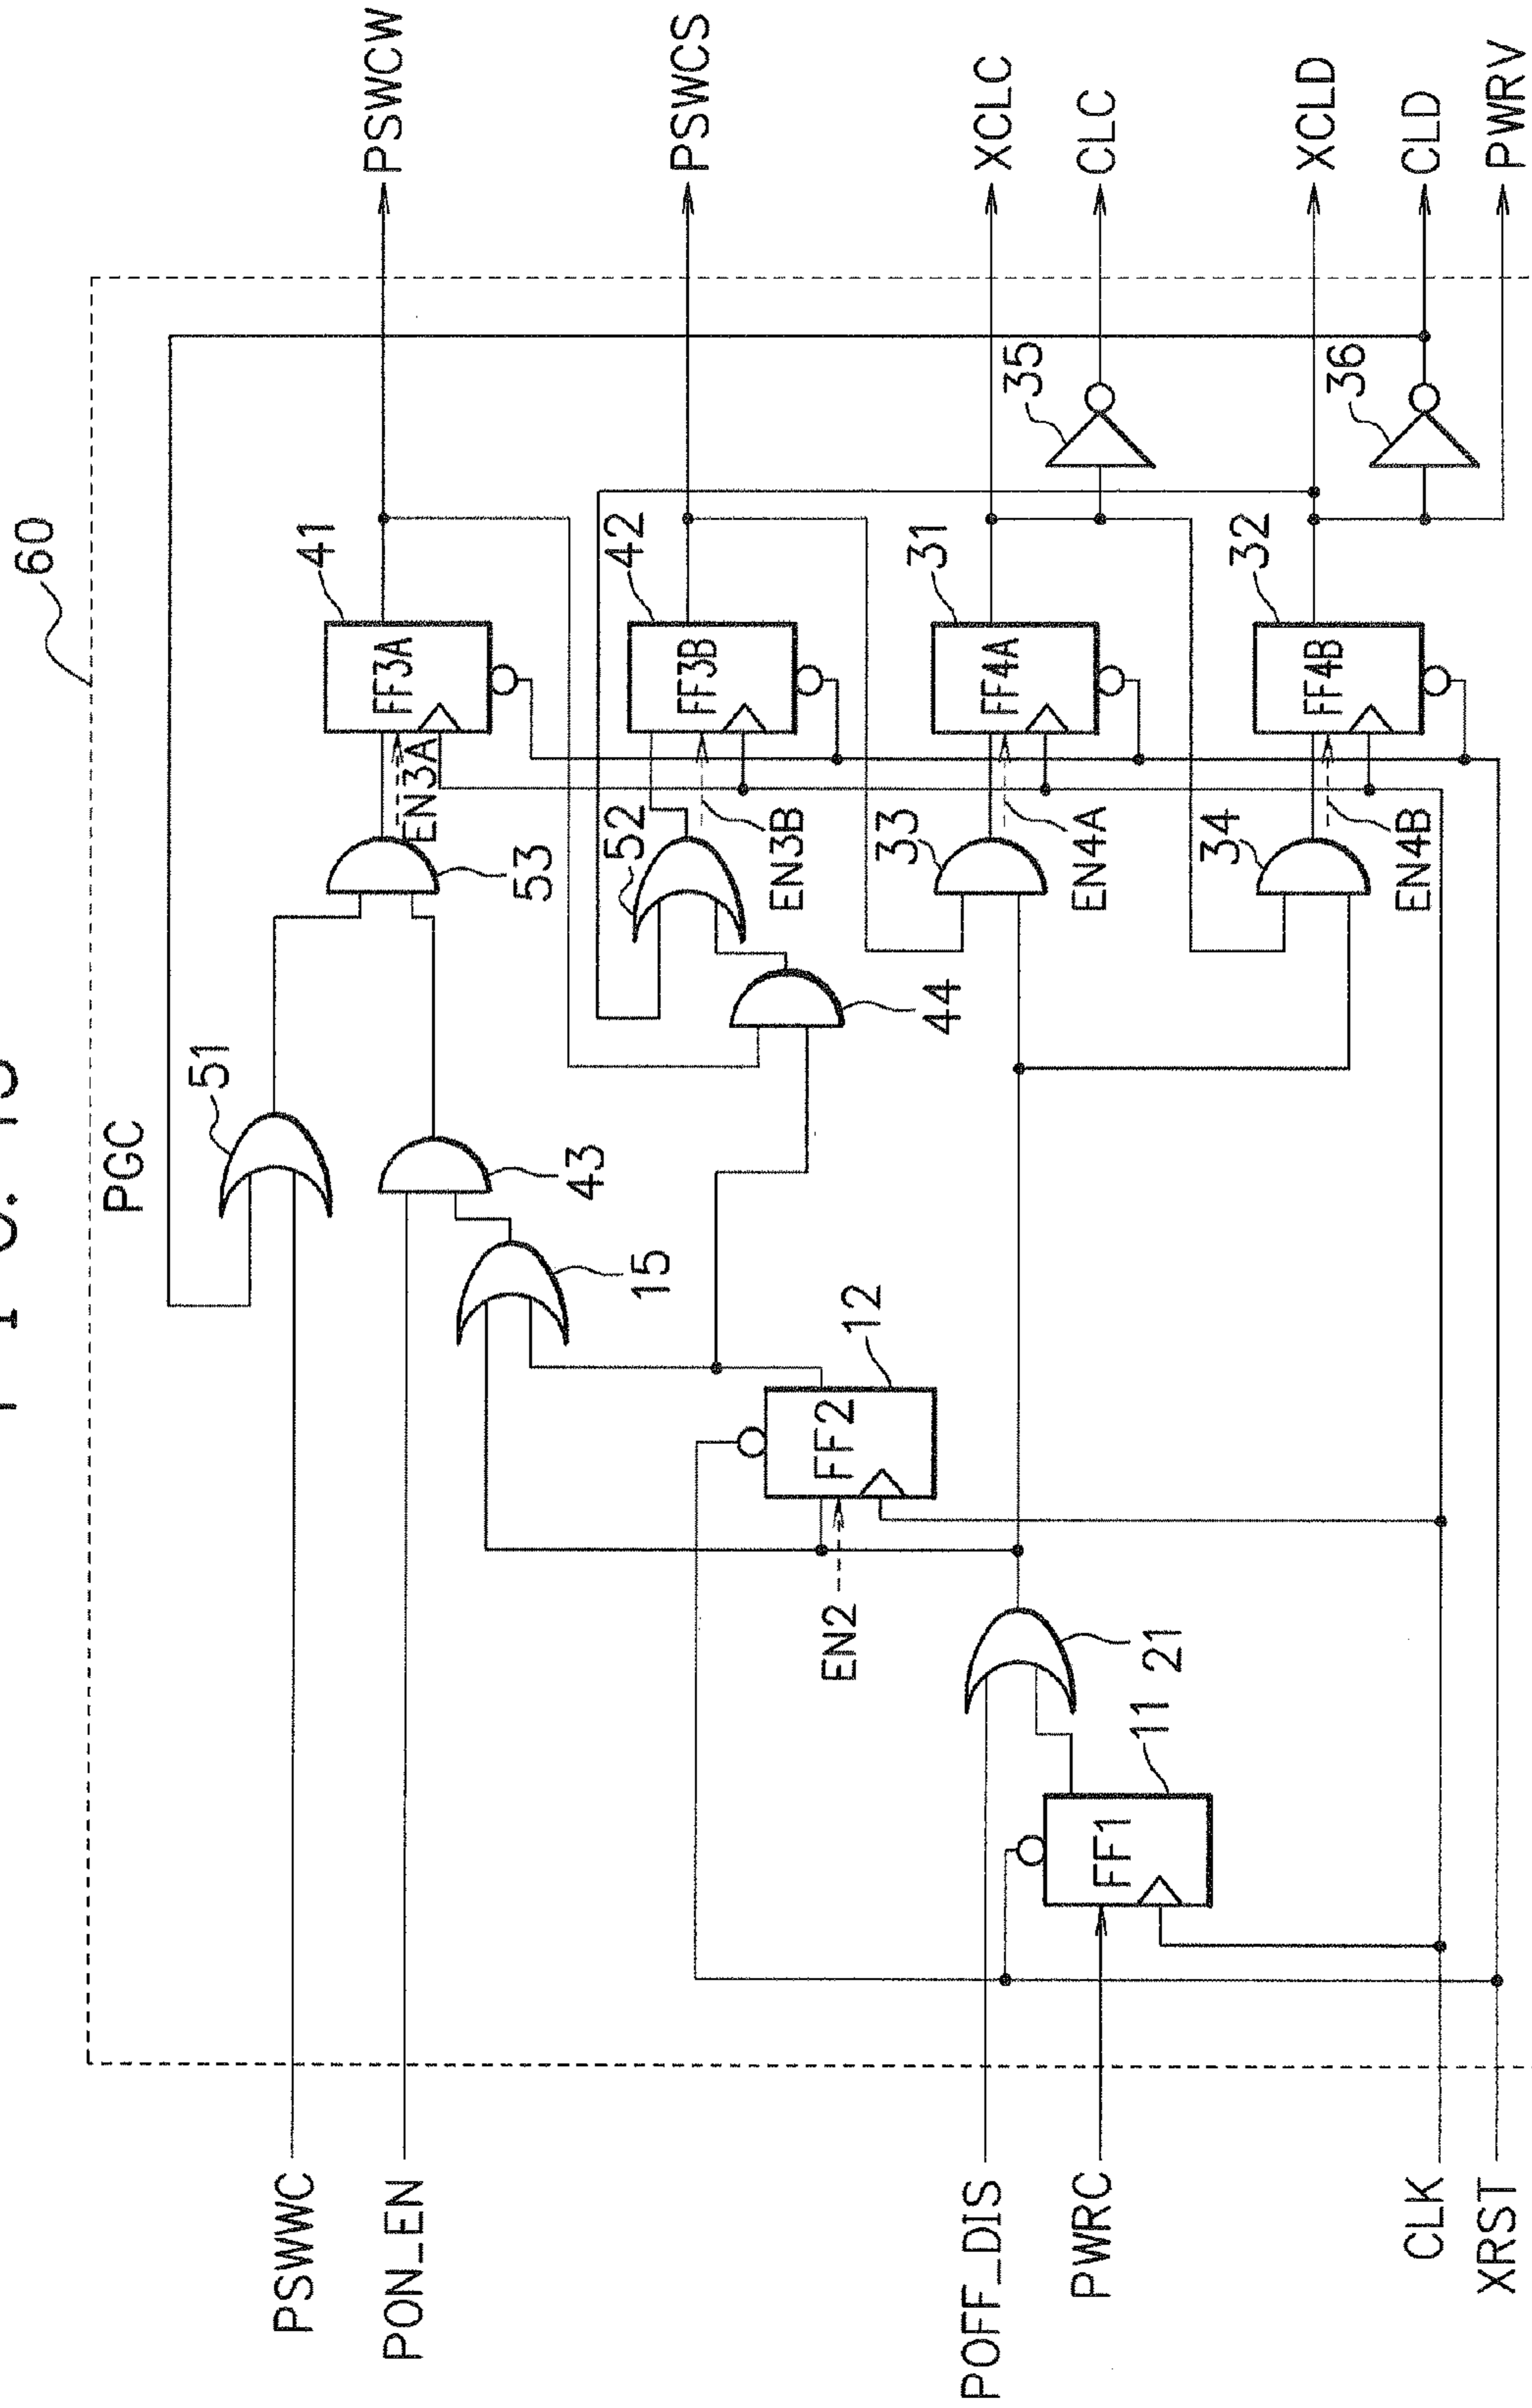 60
PGC
PSWWC
PON_EN
POFF_DIS
PWRC
CLK
XRST
51
43
15
53
EN3A
FF3A
41
PSWCW
52
44
EN3B
FF3B
42
PSWCS
FF2
12
EN2
21
FF1
11
33
EN4A
FF4A
31
XCLC
35
CLC
34
EN4B
FF4B
32
XCLD
36
CLD
PWRV